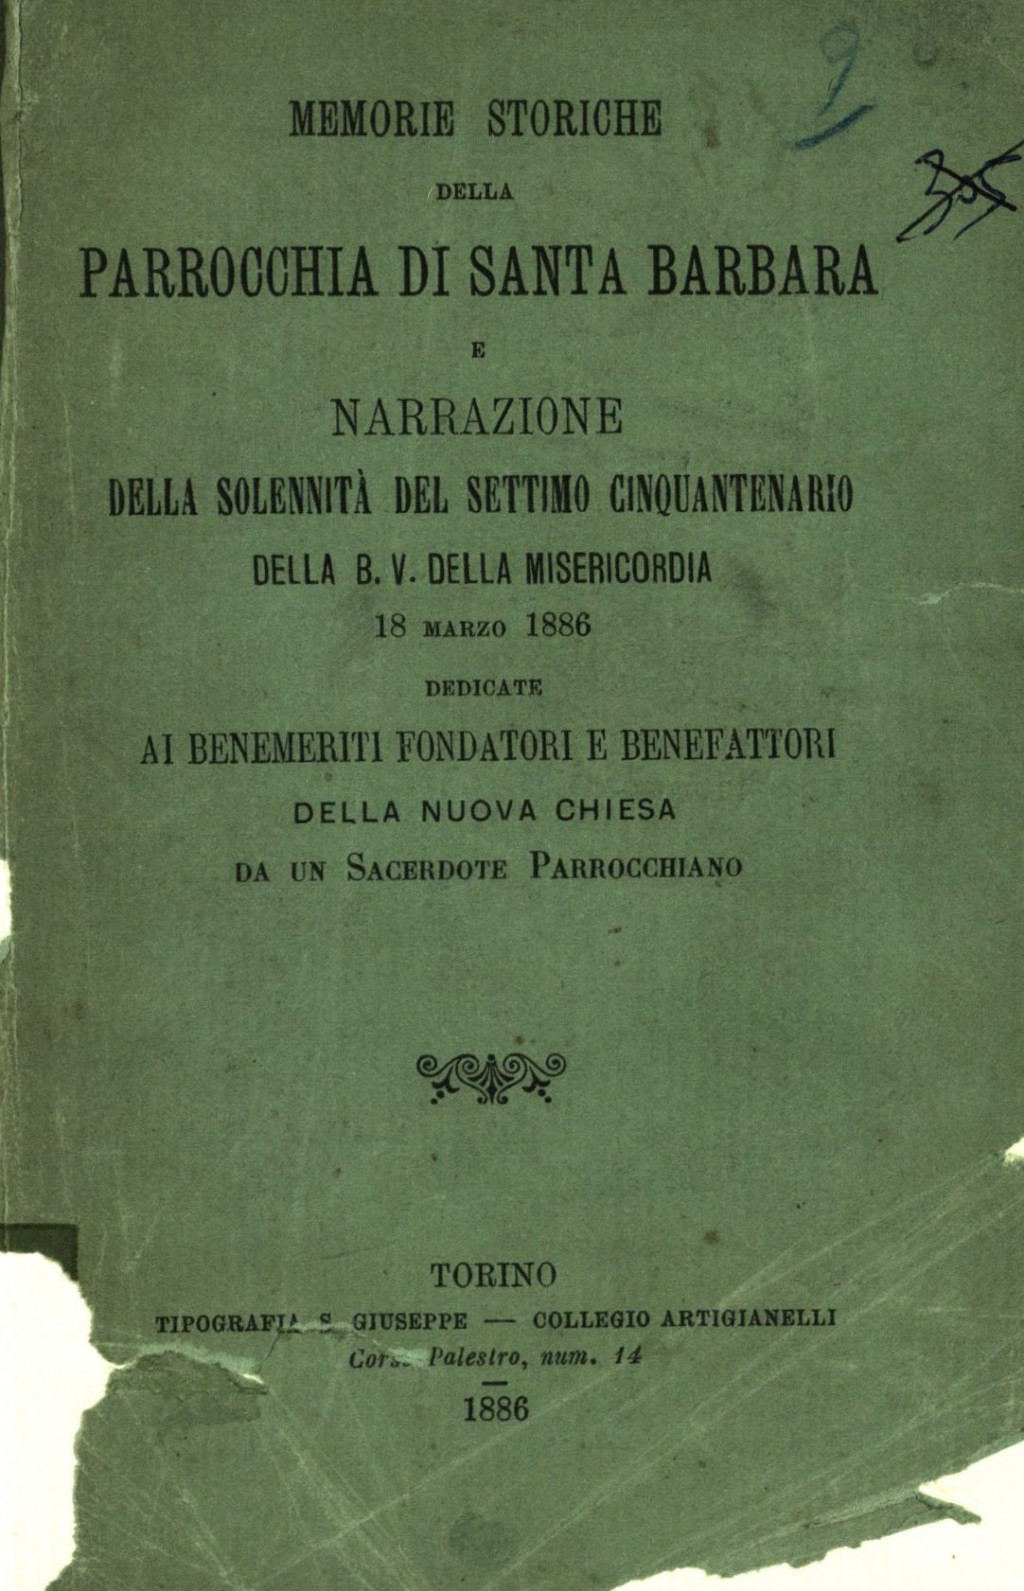 MEMORIE STORICHE
DELLA
PARROCCHIA DI SANTA BARBARA
E
NARRAZIONE
DELLA SOLENNITÀ DEL SETTIMO CINQUANTENARIO
DELLA B. V. DELLA MISERICORDIA
18 MARZO 1886
DEDICATE
AI BENEMERITI FONDATORI E BENEFATTORI
DELLA NUOVA CHIESA
DA UN SACERDOTE PARROCCHIANO
TORINO
TIPOGRAFIA S. GIUSEPPE — COLLEGIO ARTIGIANELLI
Corso Palestro, num. 14
1886